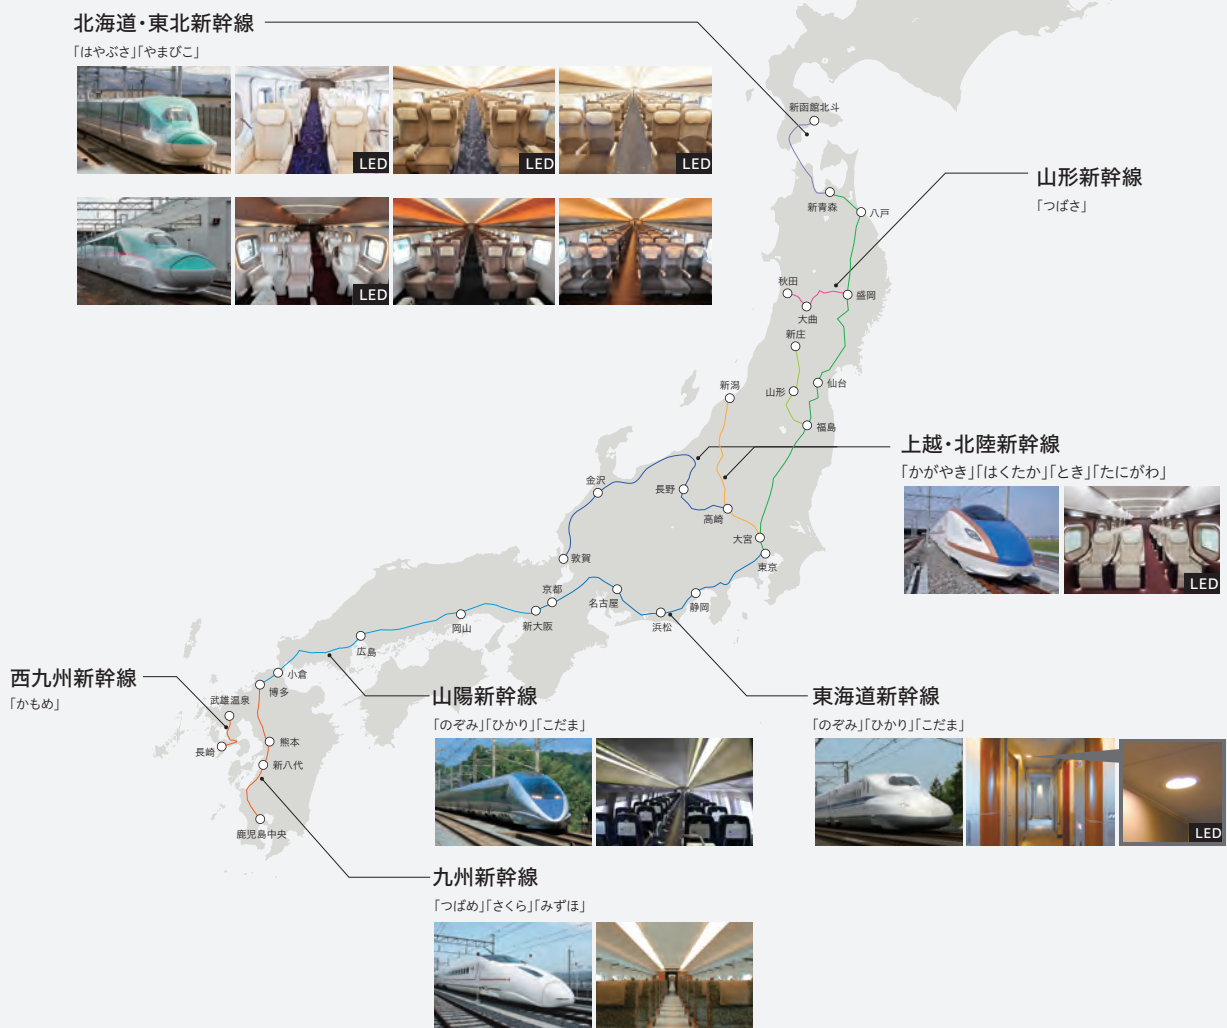 北海道・東北新幹線
「はやぶさ」「やまびこ」
LED
LED
LED
LED
新函館北斗
新青森
八戸
山形新幹線
「つばさ」
秋田
大曲
盛岡
新庄
山形
仙台
新潟
福島
上越・北陸新幹線
「かがやき」「はくたか」「とき」「たにがわ」
LED
金沢
長野
高崎
大宮
東京
敦賀
京都
名古屋
静岡
浜松
新大阪
岡山
広島
小倉
博多
西九州新幹線
「かもめ」
武雄温泉
長崎
熊本
新八代
鹿児島中央
山陽新幹線
「のぞみ」「ひかり」「こだま」
東海道新幹線
「のぞみ」「ひかり」「こだま」
LED
九州新幹線
「つばめ」「さくら」「みずほ」